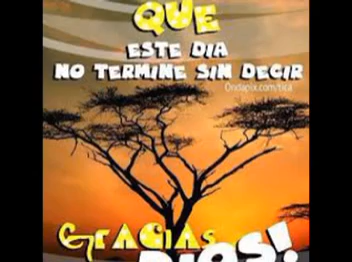 QUE
ESTE DIA
NO TERMINE SIN DECIR
Ondapix.com/tica
GRACIAS
DIOS!